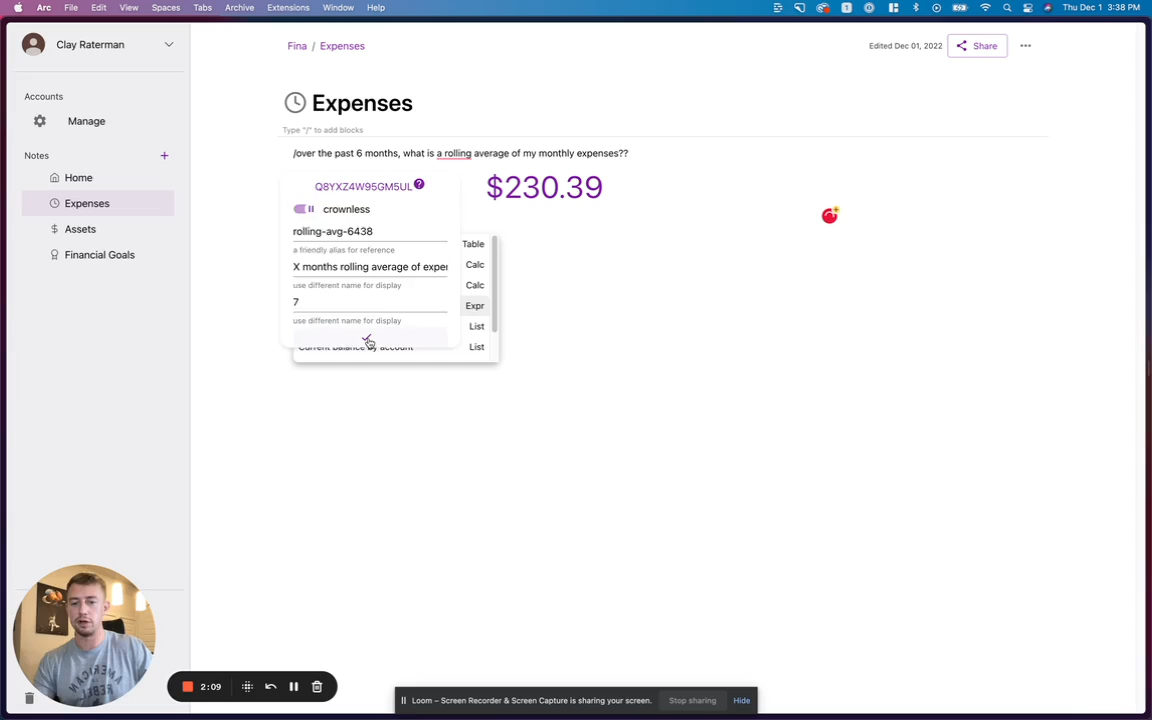 Arc File Edit View Spaces Tabs Archive Extensions Window Help
1
Thu Dec 1 3:38 PM
Clay Raterman
Accounts
Manage
Notes +
Home
Expenses
Assets
Financial Goals
Fina / Expenses
Edited Dec 01, 2022
Share
Expenses
Type "/" to add blocks
/over the past 6 months, what is a rolling average of my monthly expenses??
$230.39
Q8YXZ4W95GM5UL ?
crownless
rolling-avg-6438
a friendly alias for reference
X months rolling average of exper
use different name for display
7
use different name for display
Current balance by account
Table
Calc
Calc
Expr
List
List
2:09
Loom – Screen Recorder & Screen Capture is sharing your screen.
Stop sharing
Hide